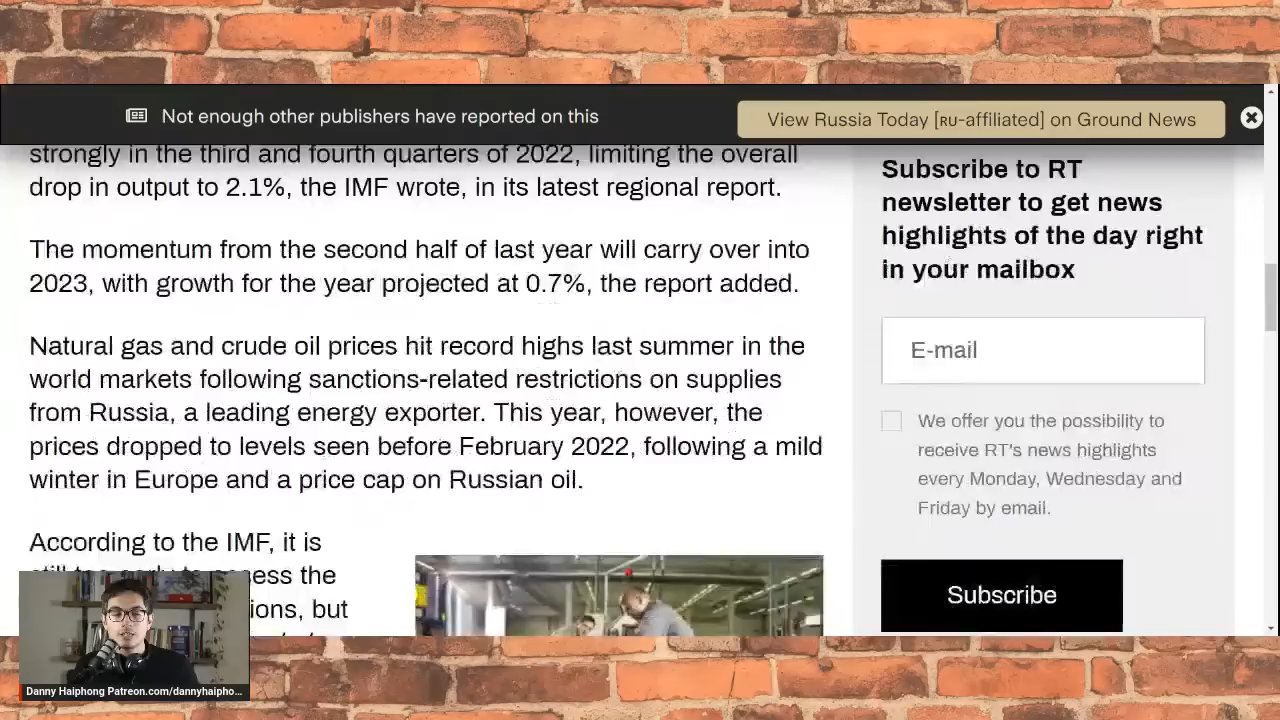 Not enough other publishers have reported on this
View Russia Today [RU-affiliated] on Ground News
strongly in the third and fourth quarters of 2022, limiting the overall
drop in output to 2.1%, the IMF wrote, in its latest regional report.
The momentum from the second half of last year will carry over into
2023, with growth for the year projected at 0.7%, the report added.
Natural gas and crude oil prices hit record highs last summer in the
world markets following sanctions-related restrictions on supplies
from Russia, a leading energy exporter. This year, however, the
prices dropped to levels seen before February 2022, following a mild
winter in Europe and a price cap on Russian oil.
According to the IMF, it is
still too early to assess the
ions, but
Subscribe to RT
newsletter to get news
highlights of the day right
in your mailbox
E-mail
We offer you the possibility to
receive RT's news highlights
every Monday, Wednesday and
Friday by email.
Subscribe
Danny Haiphong Patreon.com/dannyhaipho...